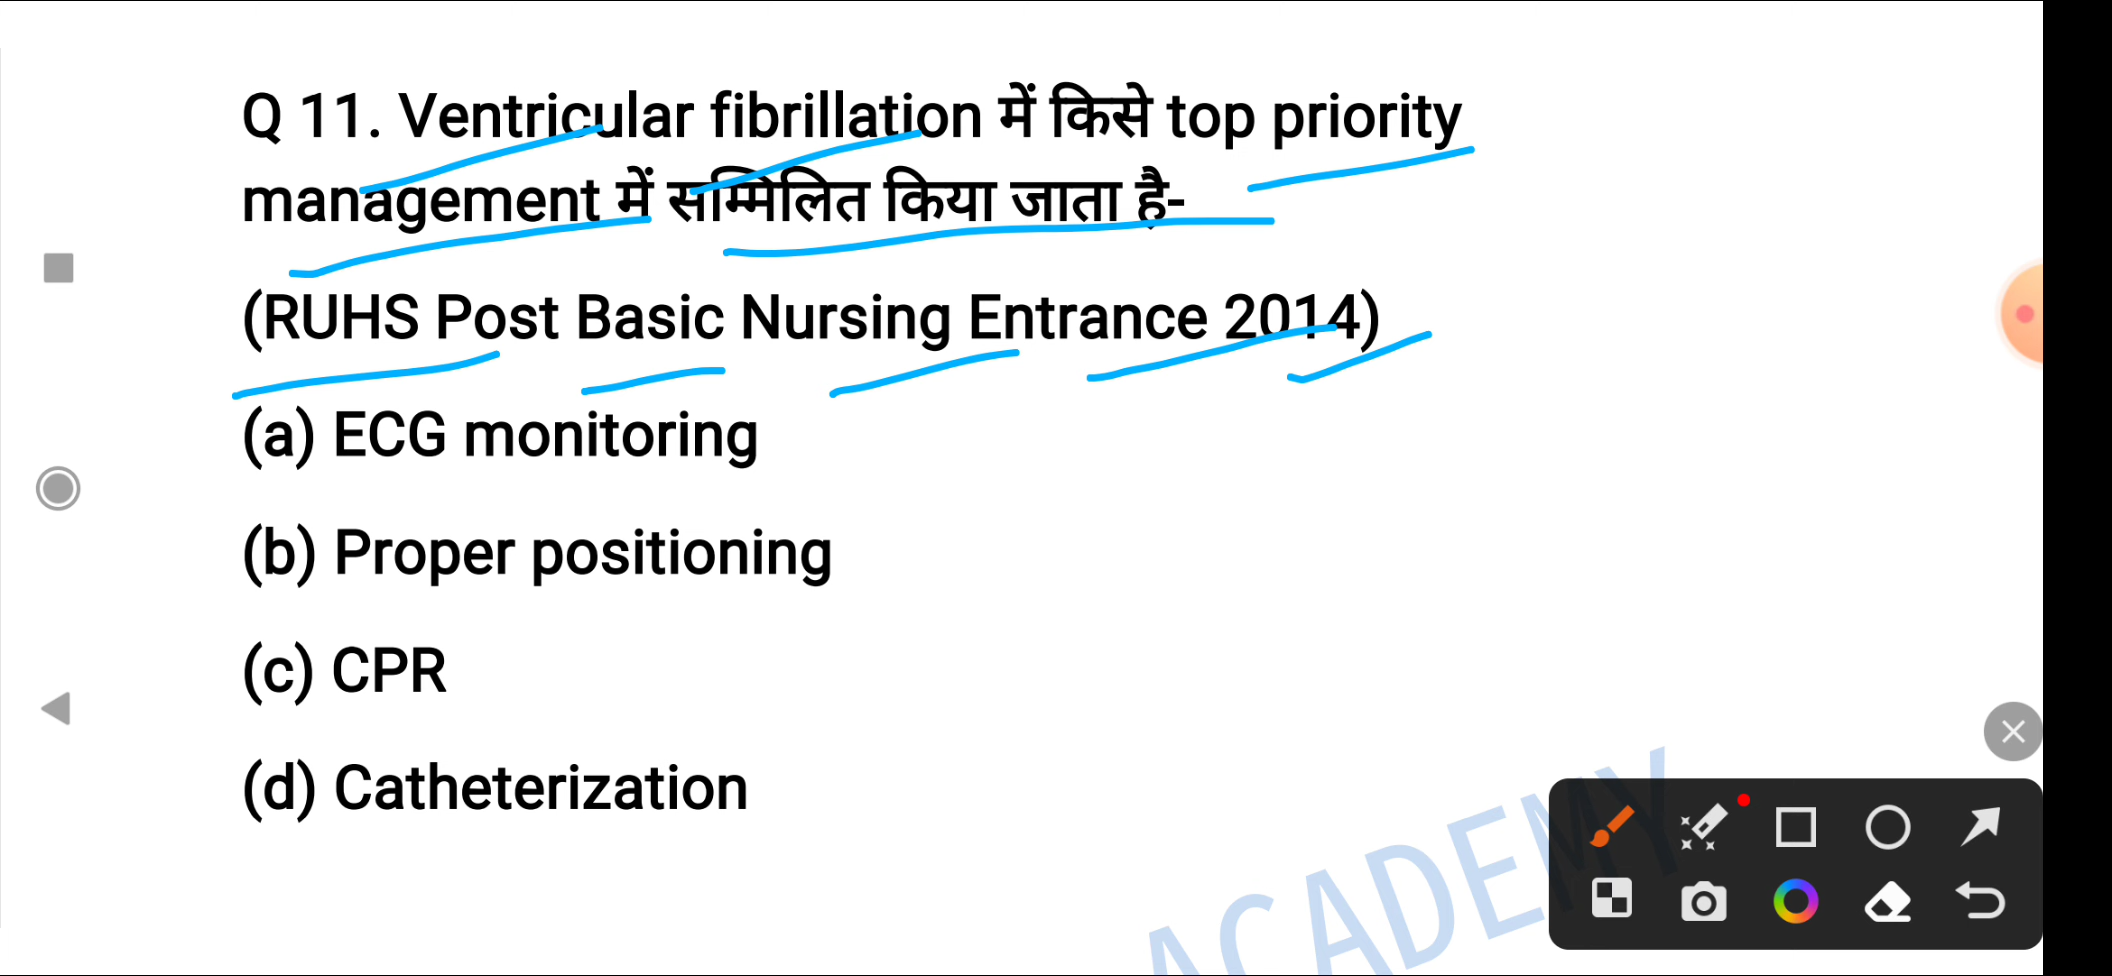 Q 11. Ventricular fibrillation में किसे top priority
management में सम्मिलित किया जाता है-
(RUHS Post Basic Nursing Entrance 2014)
(a) ECG monitoring
(b) Proper positioning
(c) CPR
(d) Catheterization
ACADEMY